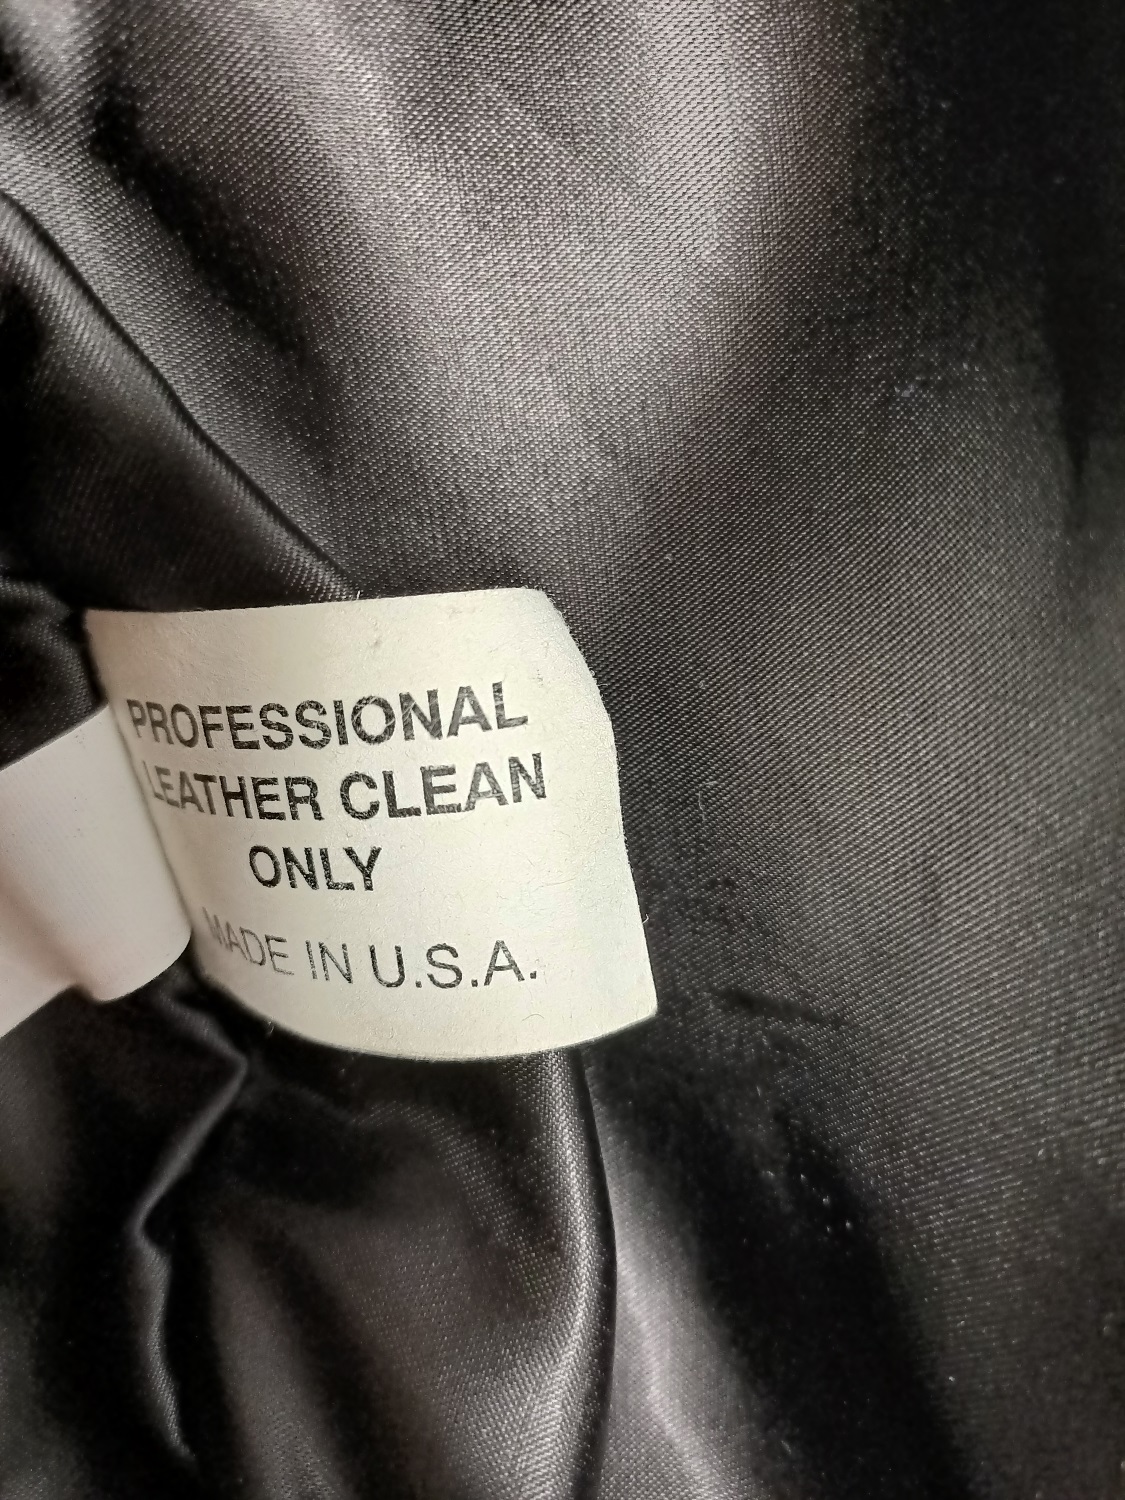 PROFESSIONAL
LEATHER CLEAN
ONLY
MADE IN U.S.A.